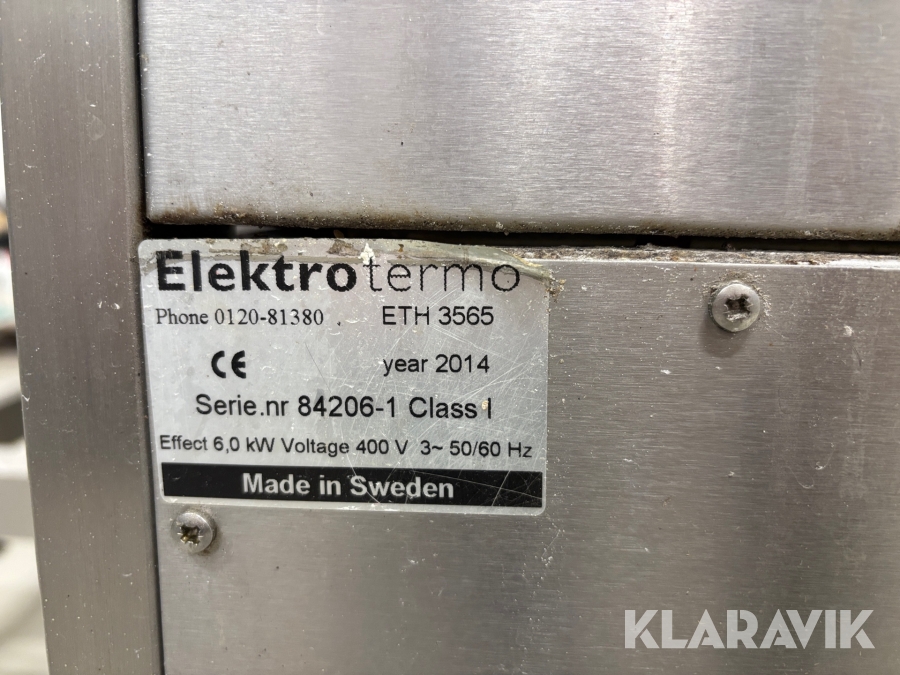 Elektrotermo
Phone 0120-81380 ETH 3565
CE year 2014
Serie.nr 84206-1 Class I
Effect 6,0 kW Voltage 400 V 3~ 50/60 Hz
Made in Sweden
KLARAVIK